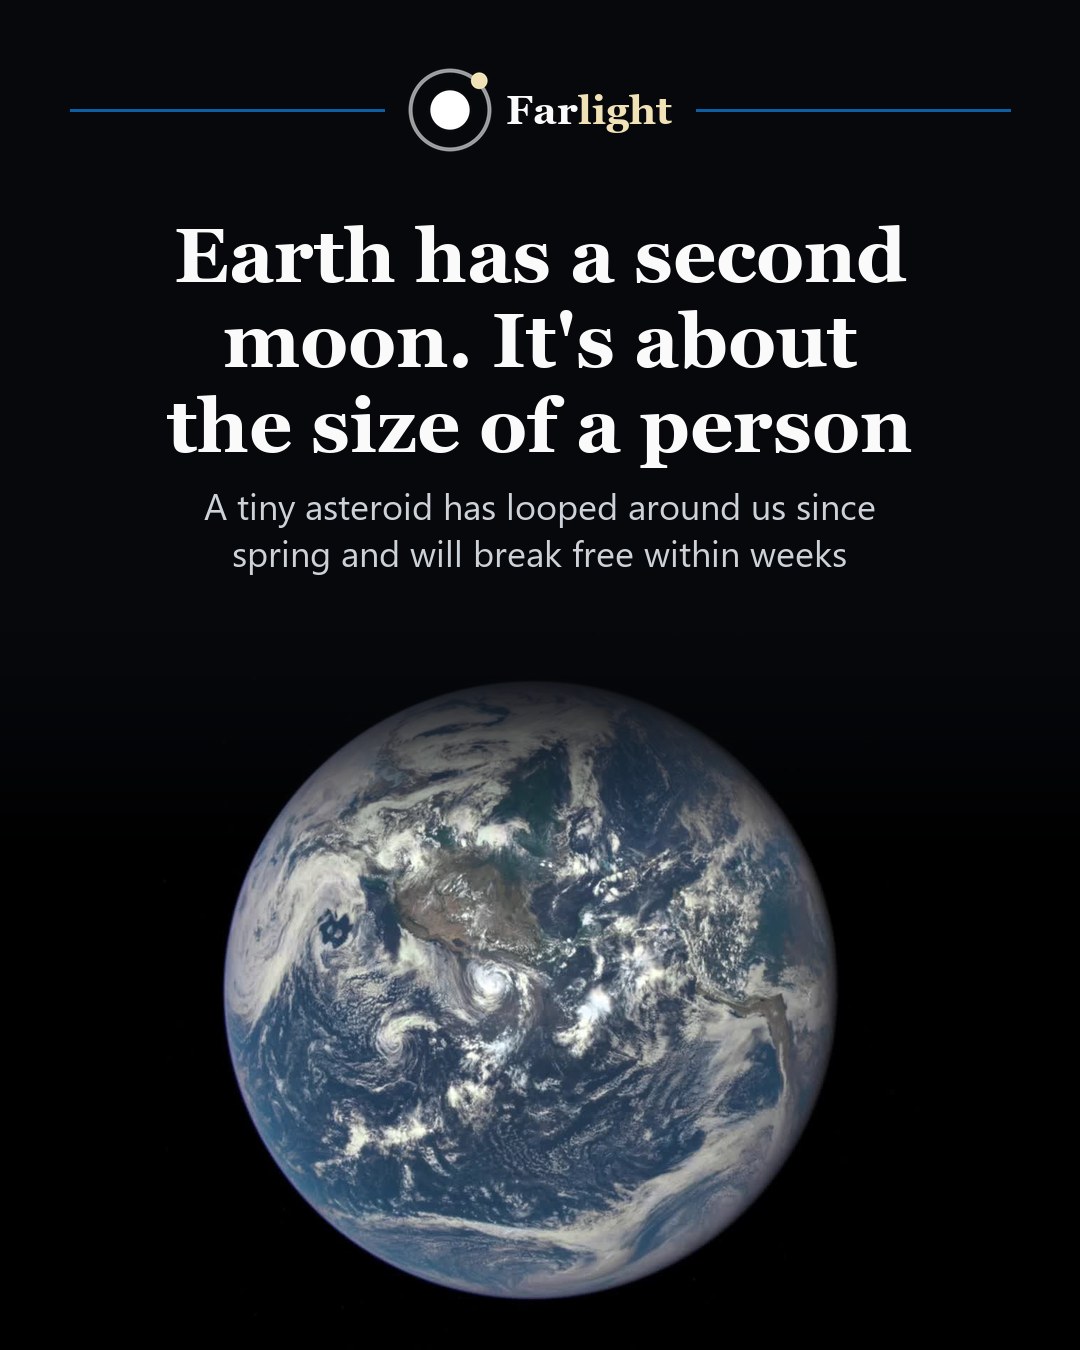 Farlight
Earth has a second
moon. It's about
the size of a person
A tiny asteroid has looped around us since
spring and will break free within weeks